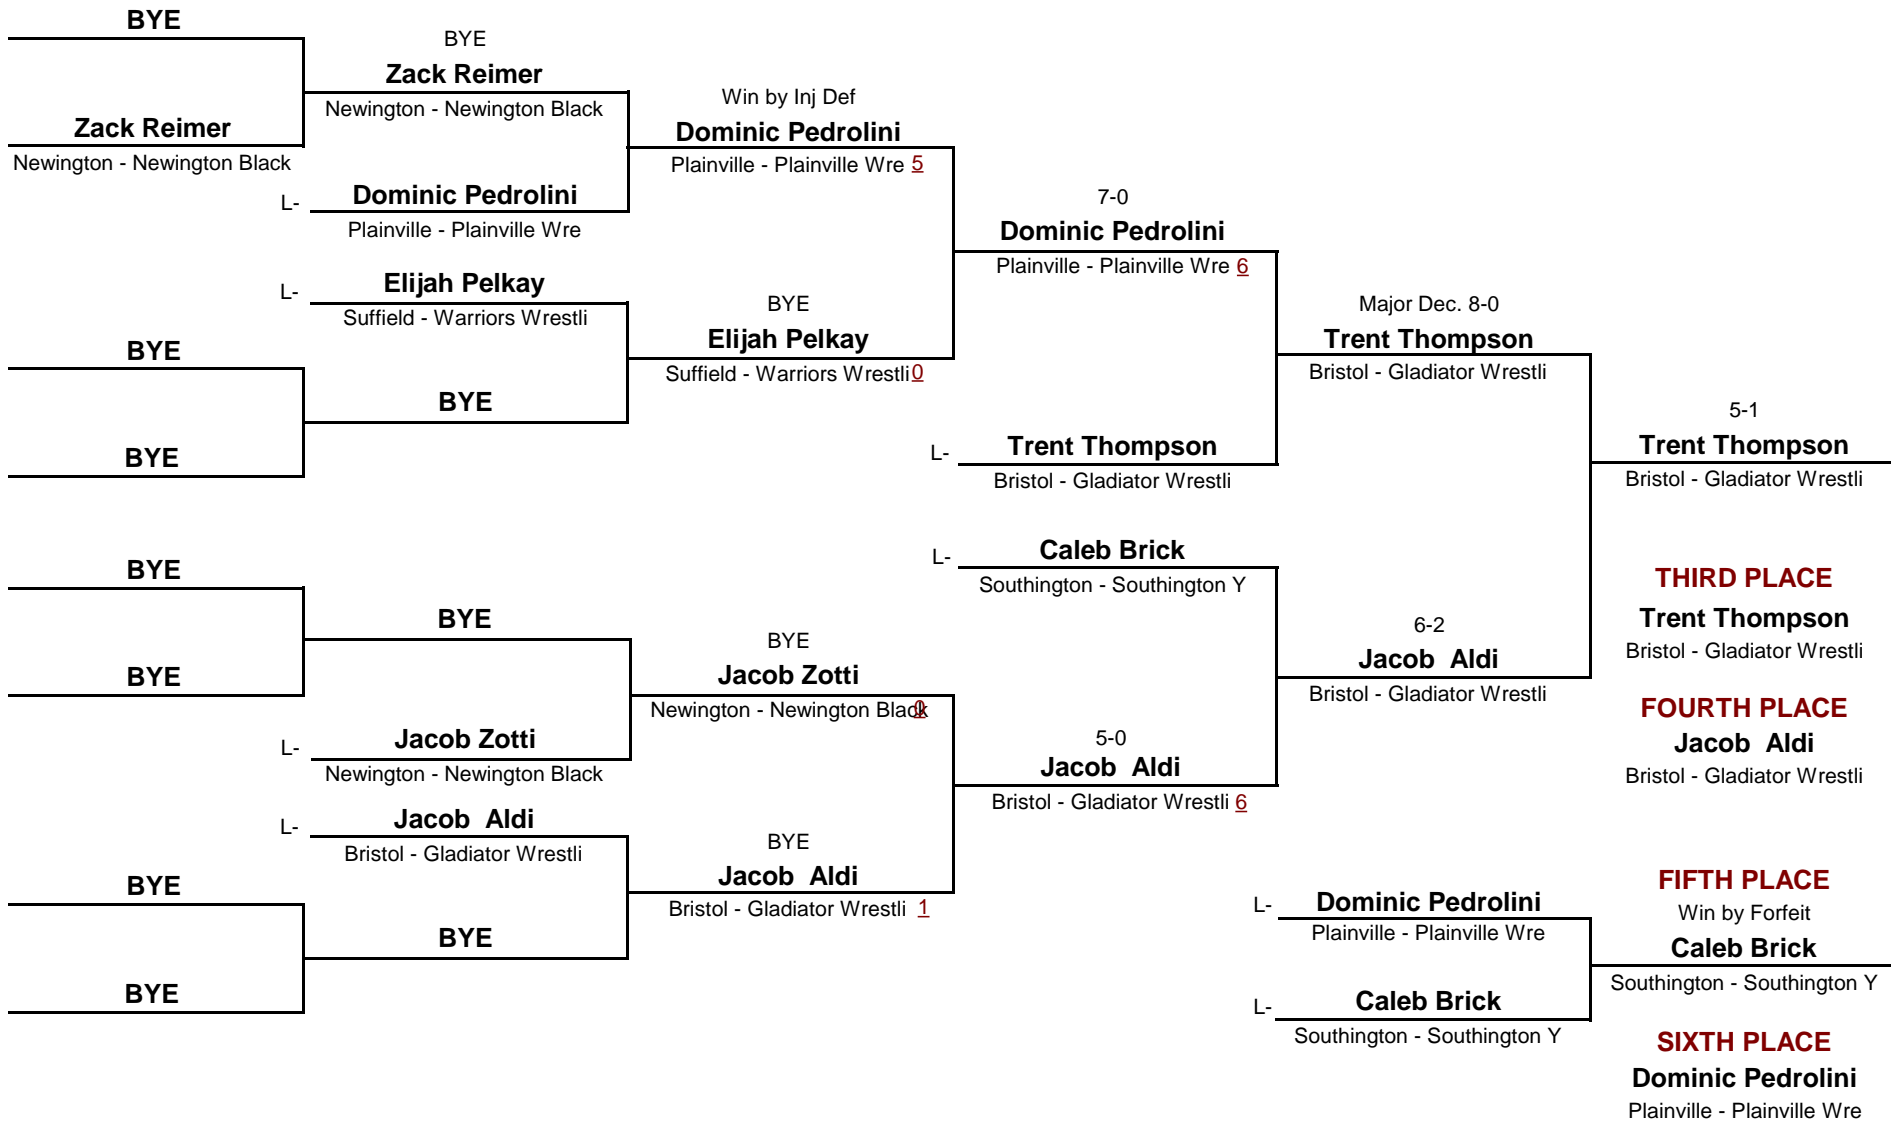 BYE
Zack Reimer
Newington - Newington Black
BYE
BYE
BYE
BYE
BYE
BYE
BYE
Zack Reimer
Newington - Newington Black
L- Dominic Pedrolini
Plainville - Plainville Wre
L- Elijah Pelkay
Suffield - Warriors Wrestli
BYE
BYE
L- Jacob Zotti
Newington - Newington Black
L- Jacob  Aldi
Bristol - Gladiator Wrestli
BYE
Win by Inj Def
Dominic Pedrolini
Plainville - Plainville Wre 5
BYE
Elijah Pelkay
Suffield - Warriors Wrestli 0
BYE
Jacob Zotti
Newington - Newington Black 0
BYE
Jacob  Aldi
Bristol - Gladiator Wrestli 1
7-0
Dominic Pedrolini
Plainville - Plainville Wre 6
L- Trent Thompson
Bristol - Gladiator Wrestli
L- Caleb Brick
Southington - Southington Y
5-0
Jacob  Aldi
Bristol - Gladiator Wrestli 6
Major Dec. 8-0
Trent Thompson
Bristol - Gladiator Wrestli
6-2
Jacob  Aldi
Bristol - Gladiator Wrestli
L- Dominic Pedrolini
Plainville - Plainville Wre
L- Caleb Brick
Southington - Southington Y
5-1
Trent Thompson
Bristol - Gladiator Wrestli
THIRD PLACE
Trent Thompson
Bristol - Gladiator Wrestli
FOURTH PLACE
Jacob  Aldi
Bristol - Gladiator Wrestli
FIFTH PLACE
Win by Forfeit
Caleb Brick
Southington - Southington Y
SIXTH PLACE
Dominic Pedrolini
Plainville - Plainville Wre